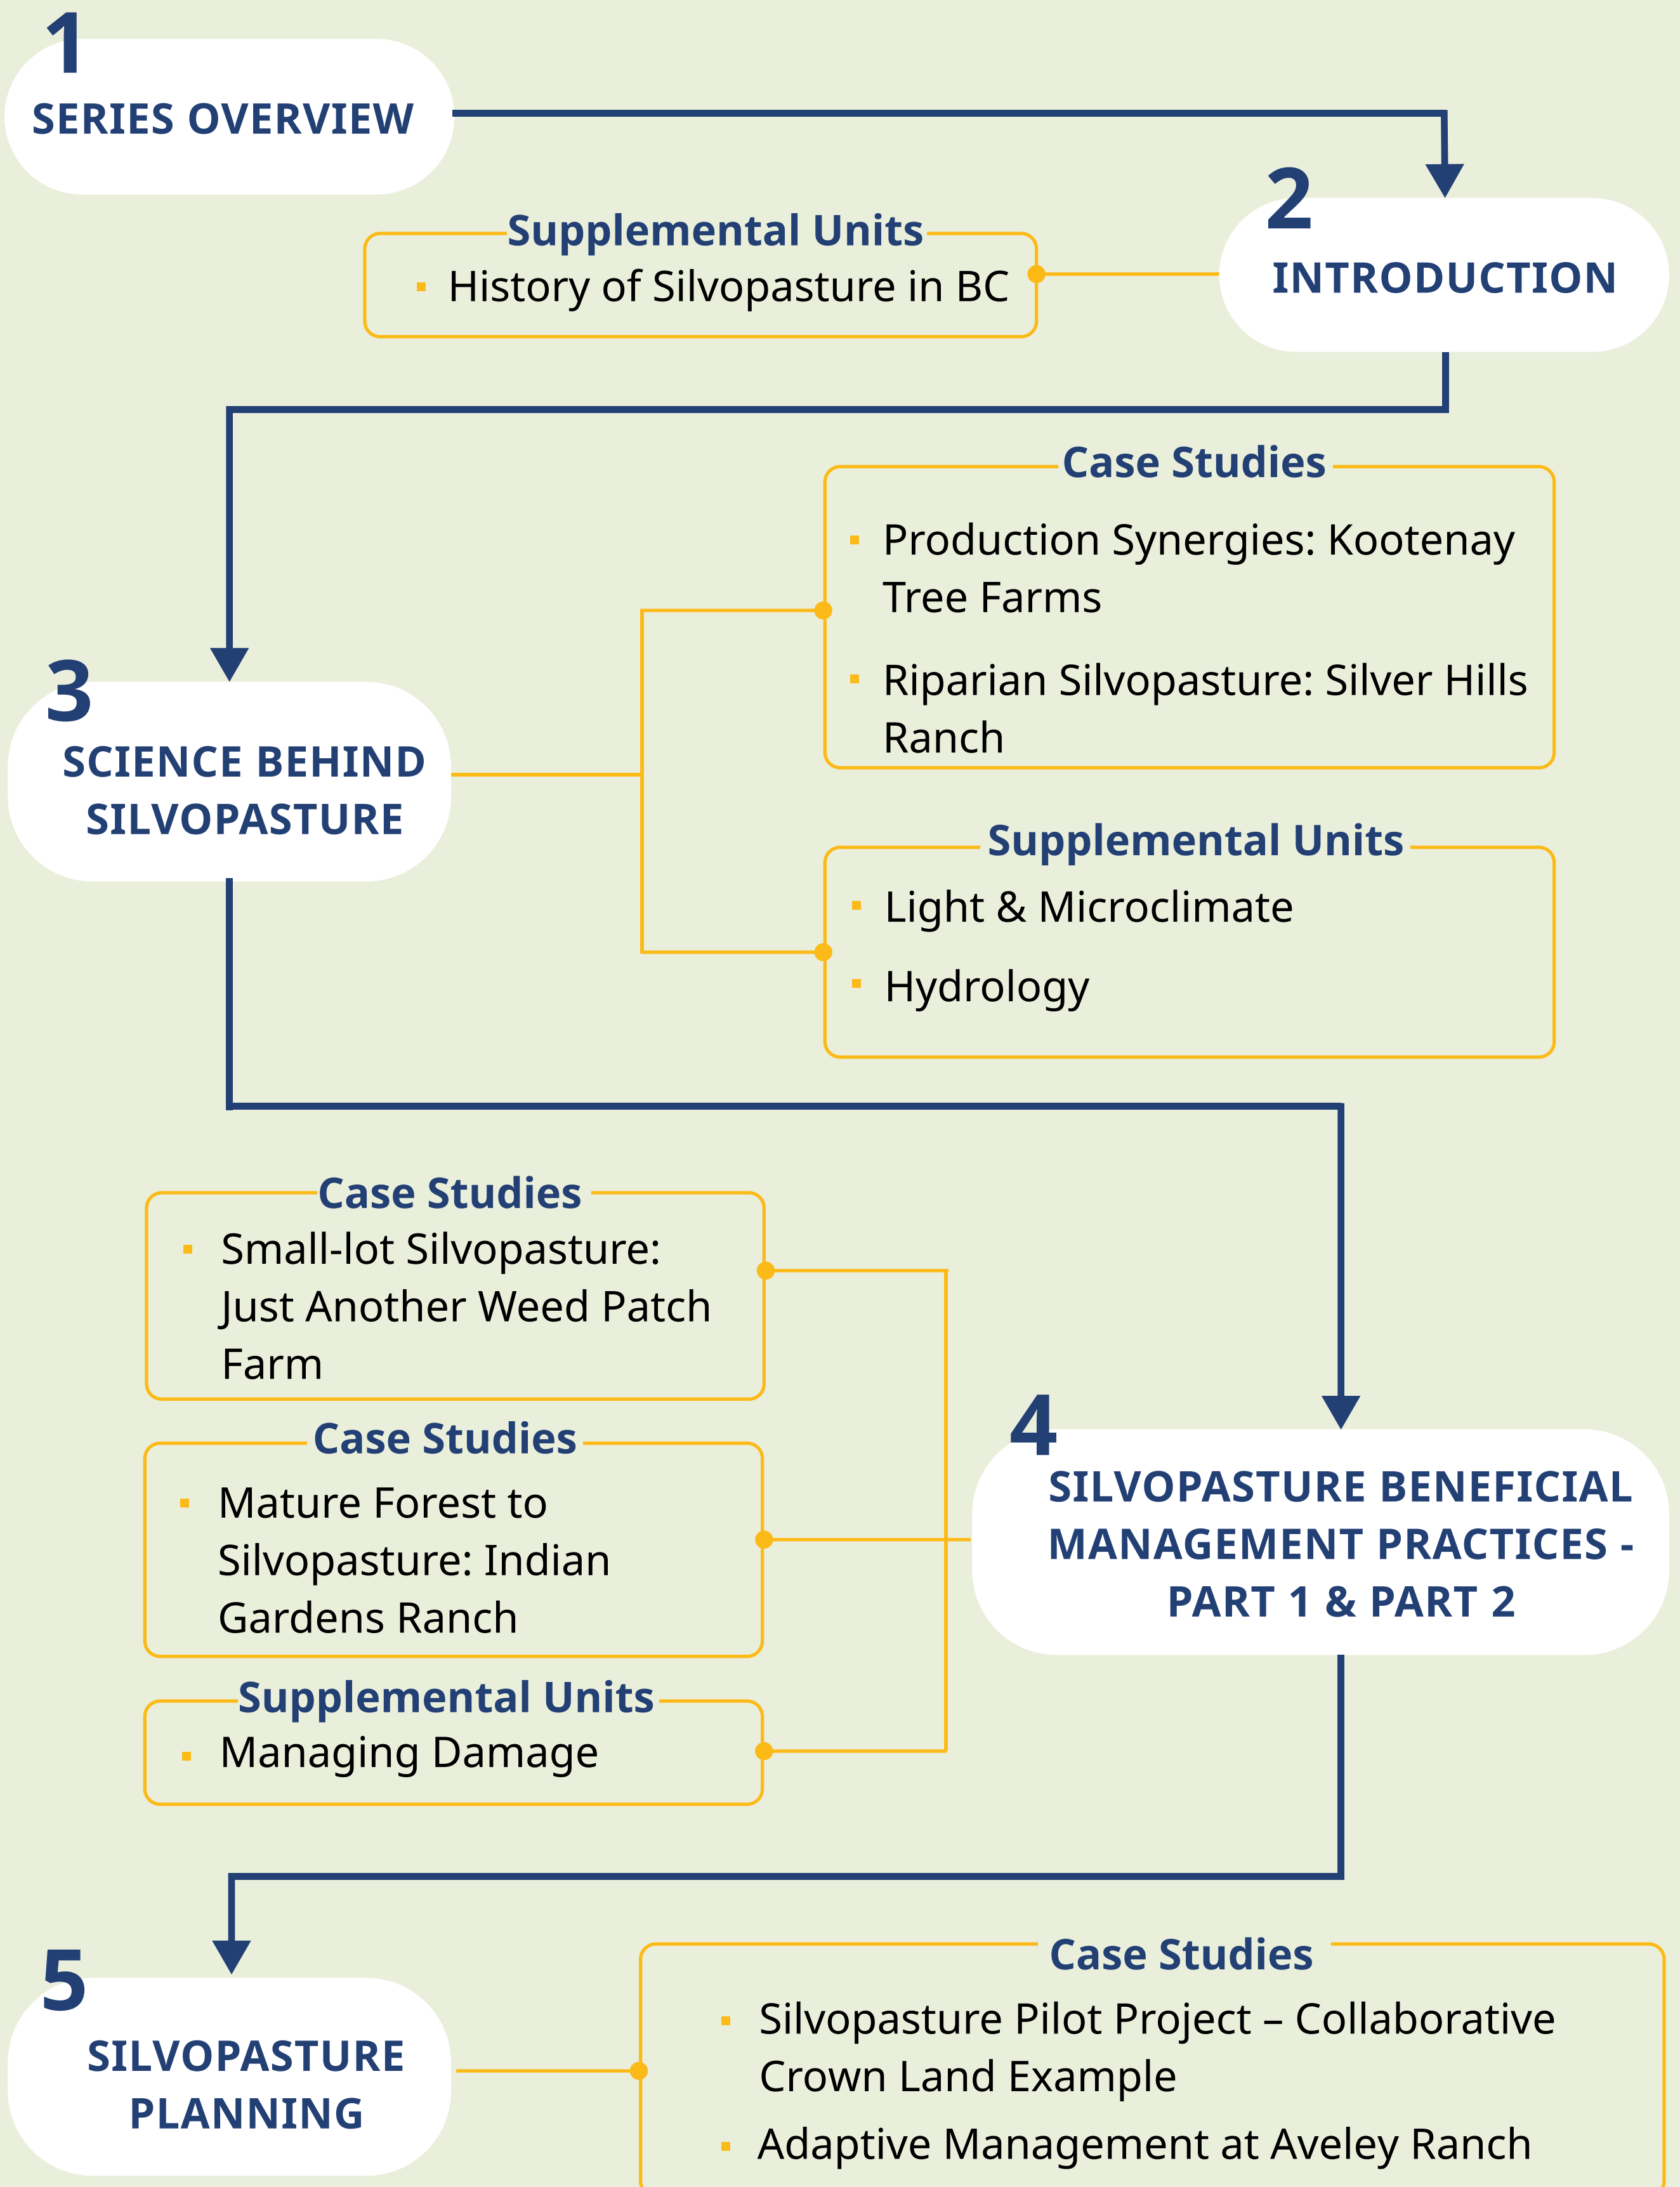 1
SERIES OVERVIEW
2
INTRODUCTION
Supplemental Units
▪ History of Silvopasture in BC
3
SCIENCE BEHIND
SILVOPASTURE
Case Studies
▪ Production Synergies: Kootenay
Tree Farms
▪ Riparian Silvopasture: Silver Hills
Ranch
Supplemental Units
▪ Light & Microclimate
▪ Hydrology
4
SILVOPASTURE BENEFICIAL
MANAGEMENT PRACTICES -
PART 1 & PART 2
Case Studies
▪ Small-lot Silvopasture:
Just Another Weed Patch
Farm
Case Studies
▪ Mature Forest to
Silvopasture: Indian
Gardens Ranch
Supplemental Units
▪ Managing Damage
5
SILVOPASTURE
PLANNING
Case Studies
▪ Silvopasture Pilot Project – Collaborative
Crown Land Example
▪ Adaptive Management at Aveley Ranch